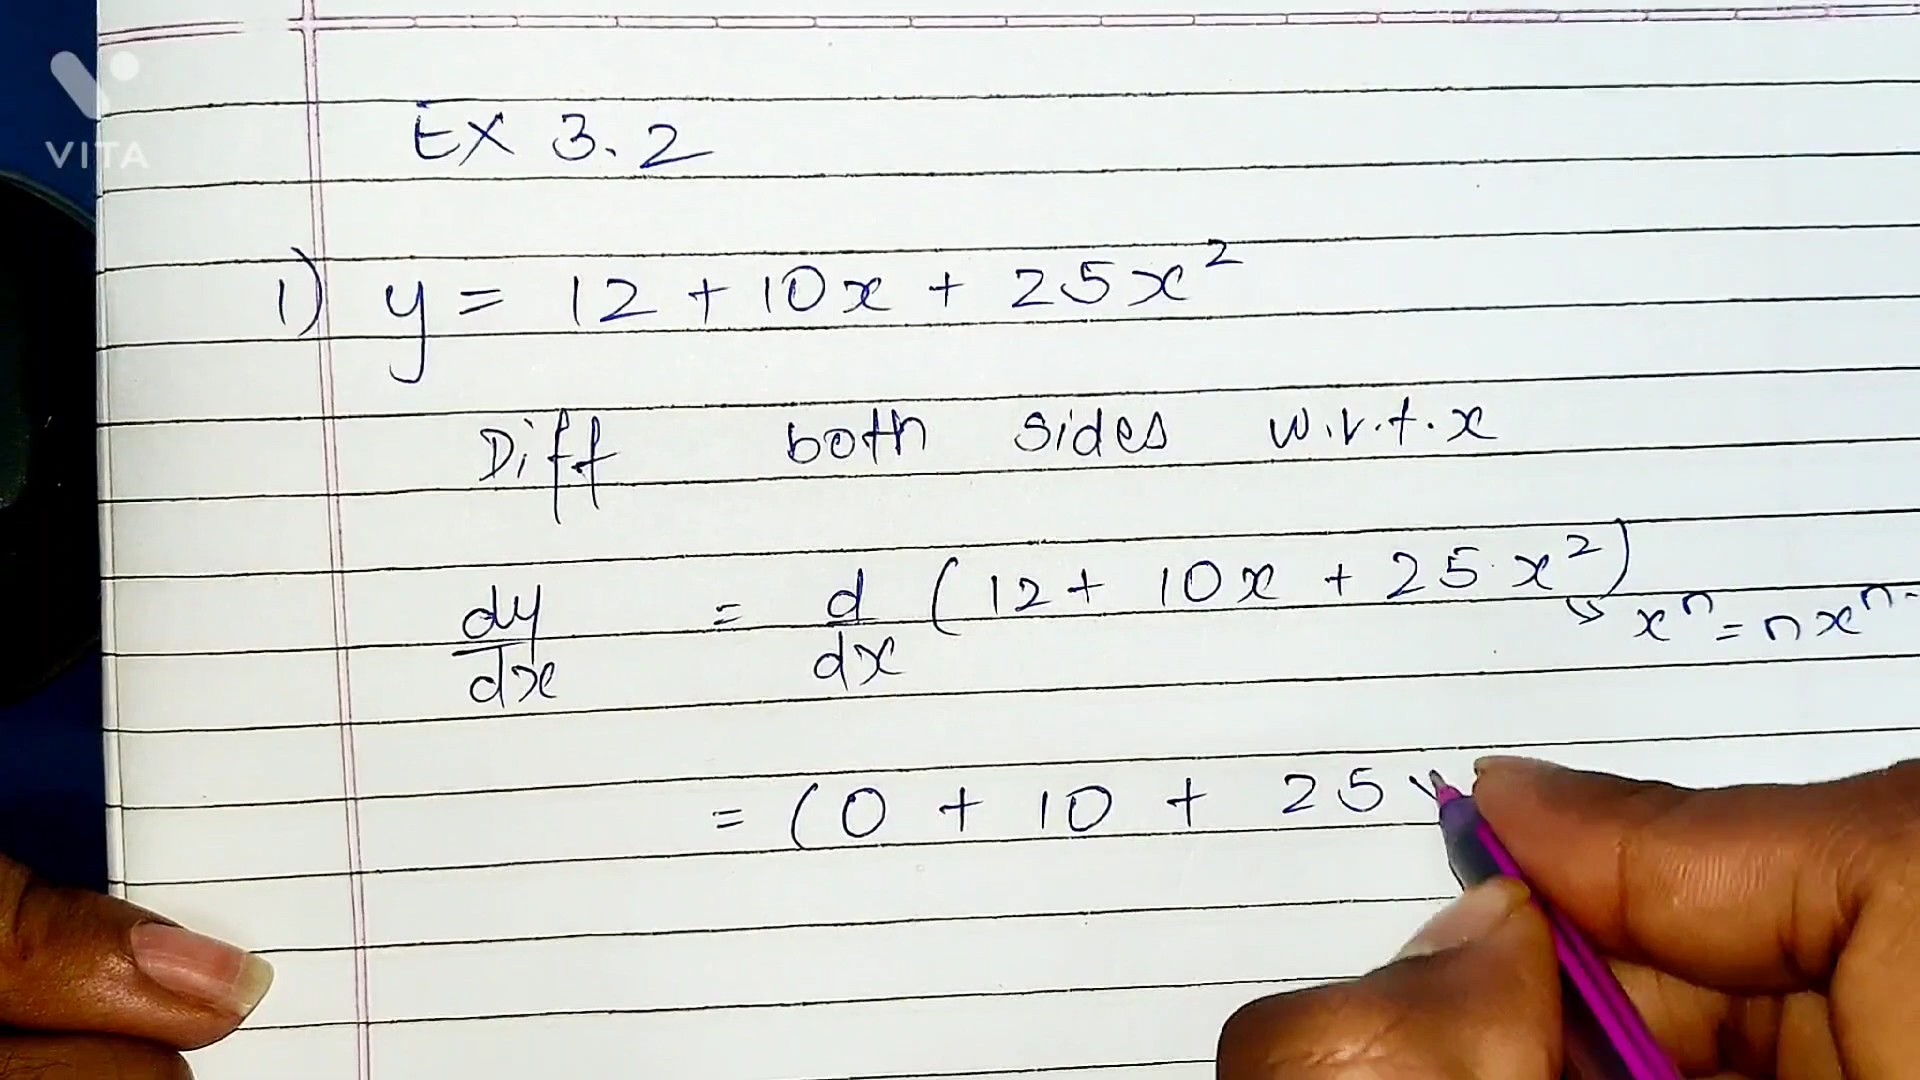 VITA
EX 3.2
1) y = 12 + 10x + 25x²
Diff both sides w.r.t.x
dy/dx = d/dx (12 + 10x + 25x²)
xⁿ = nxⁿ⁻
= (0 + 10 + 25